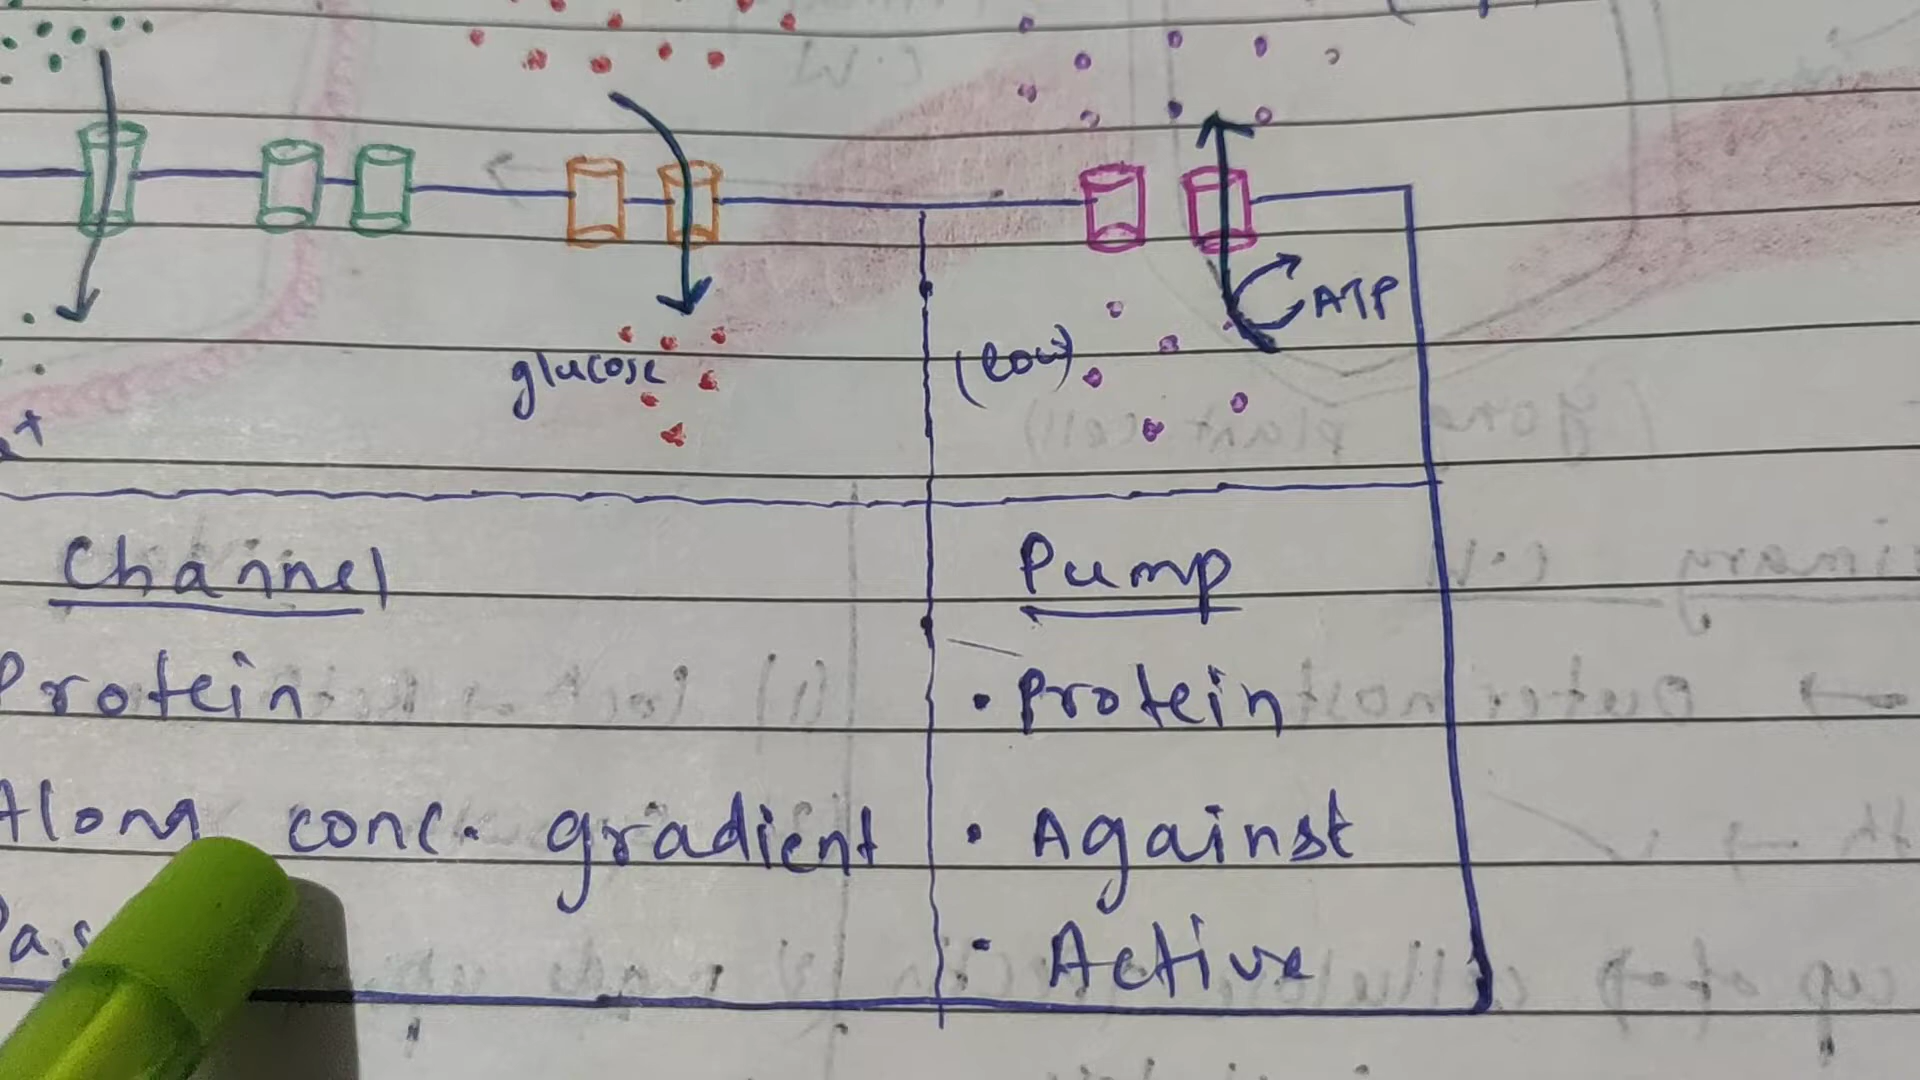 ATP
glucose
(low)
Channel
Pump
Protein
• Protein
Along conc. gradient
• Against
• Active